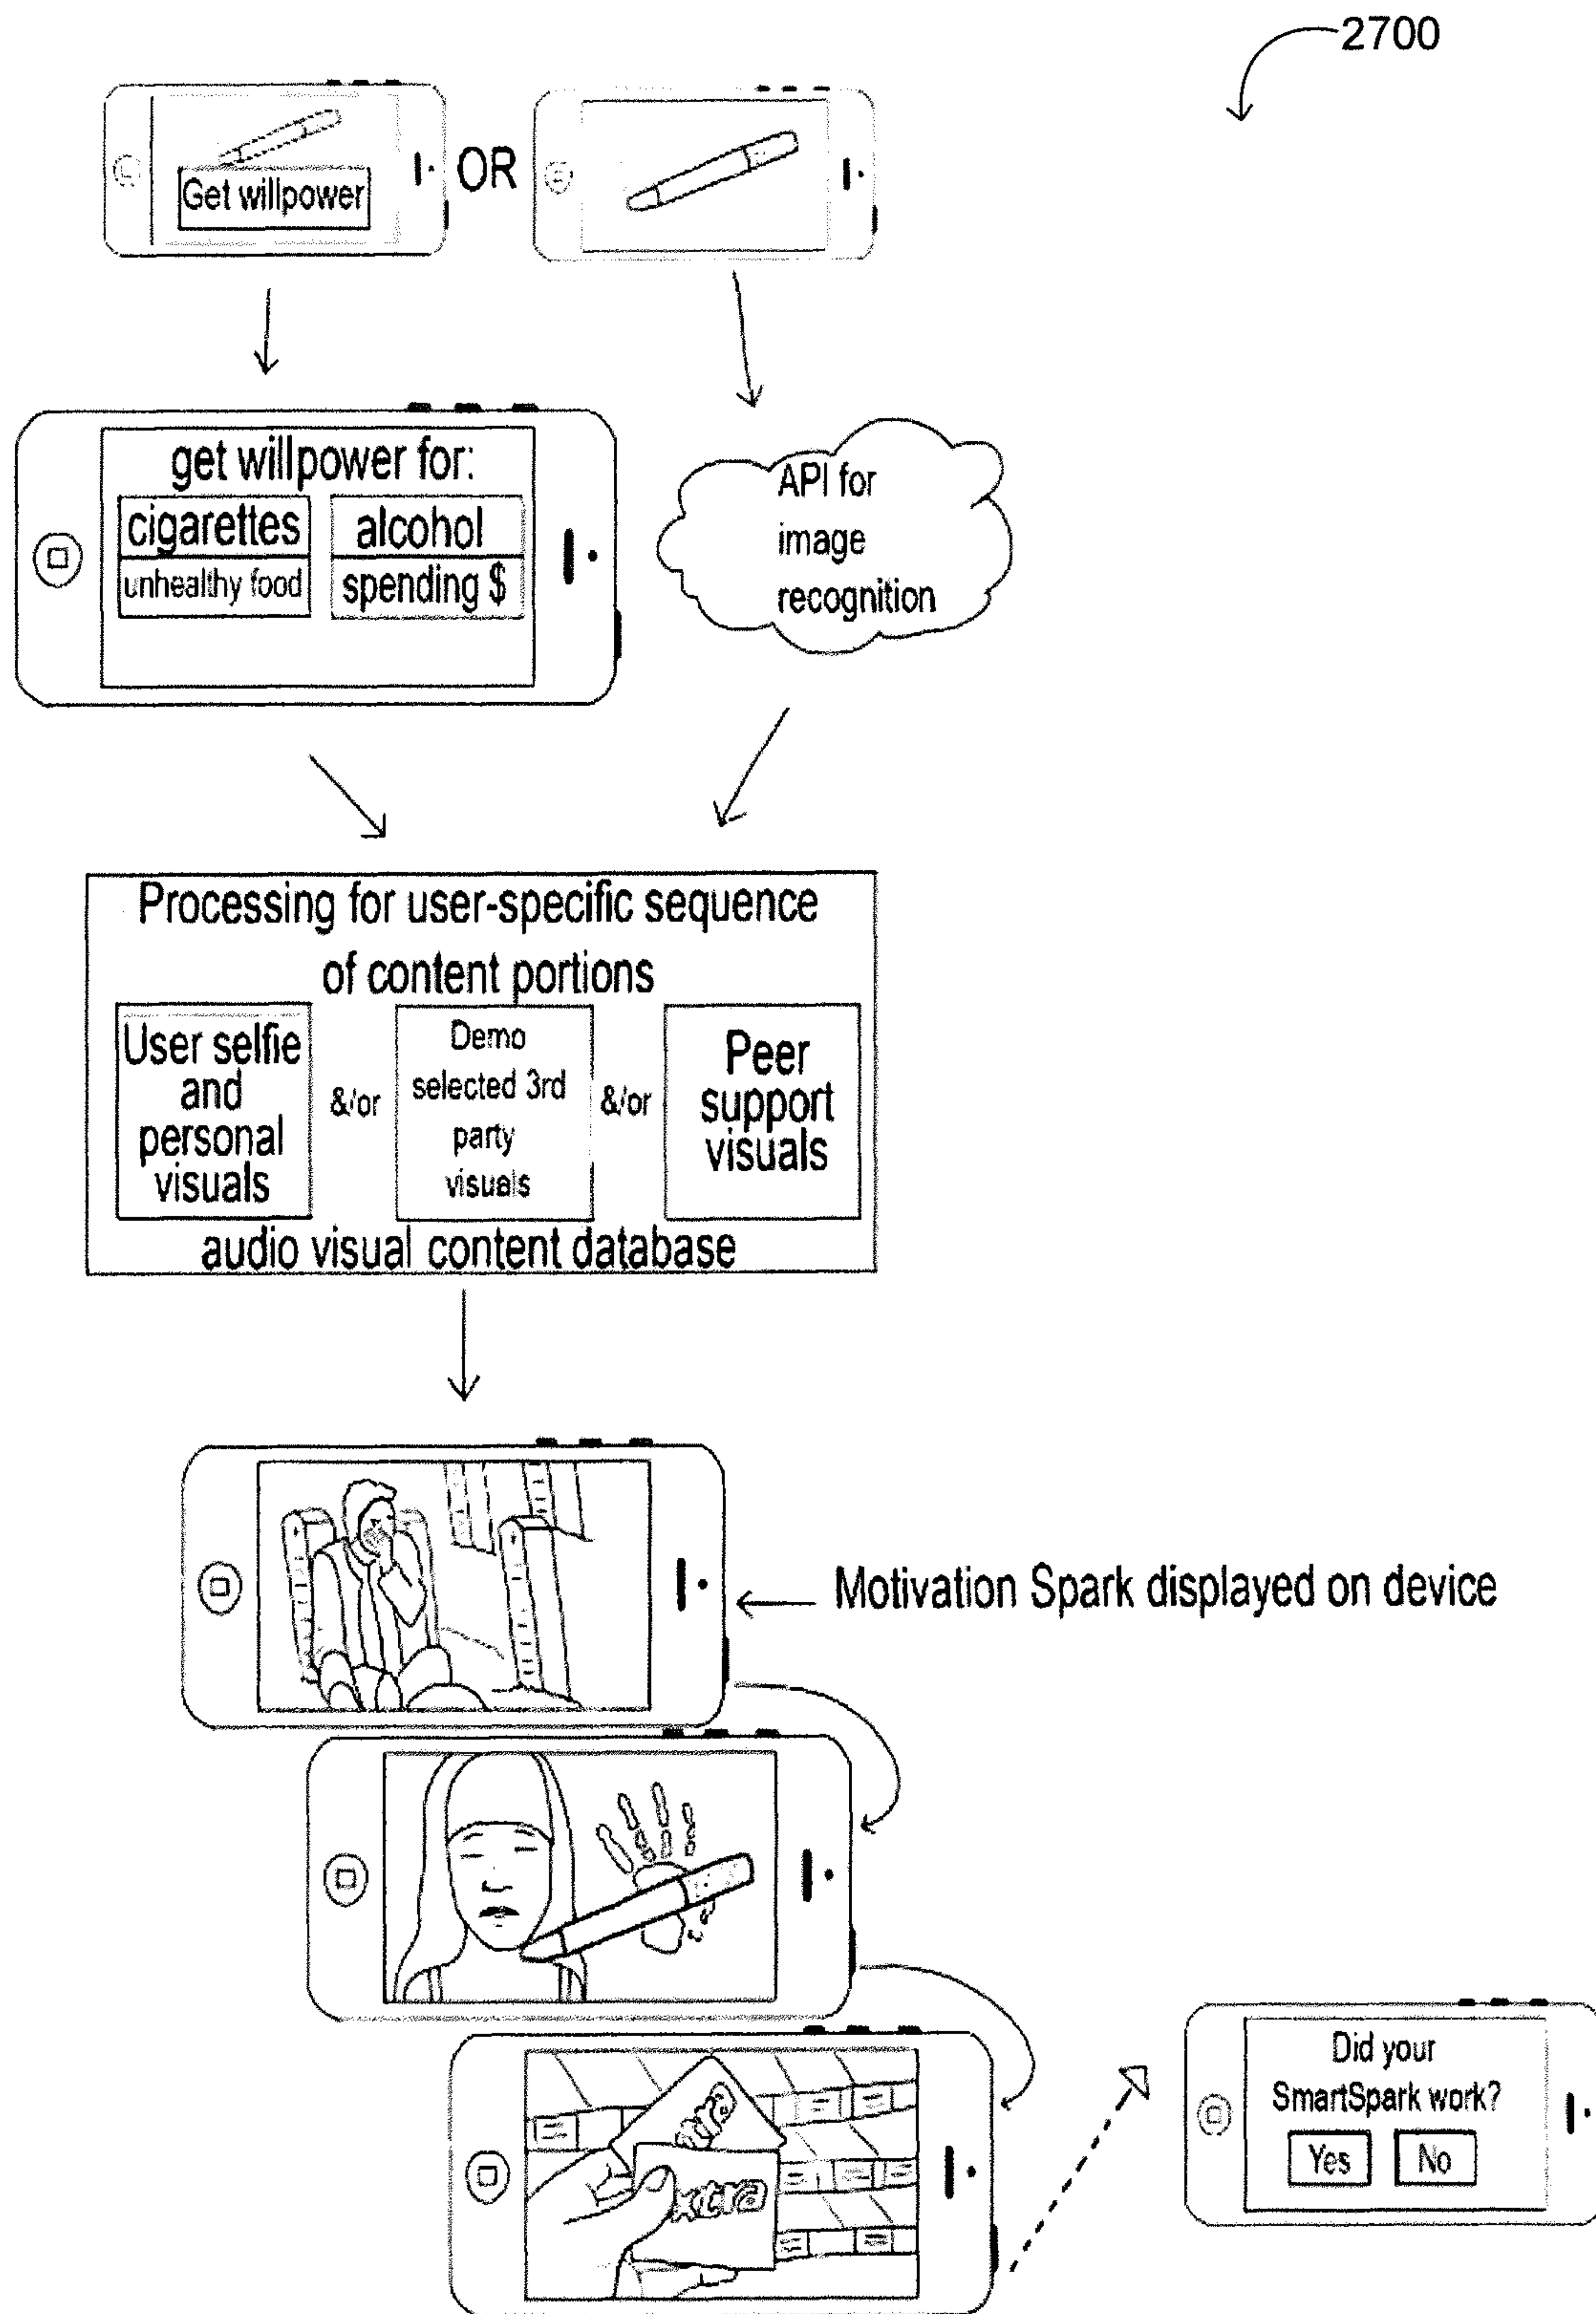 2700
Get willpower
OR
get willpower for:
cigarettes
alcohol
unhealthy food
spending $
API for
image
recognition
Processing for user-specific sequence
of content portions
User selfie
and
personal
visuals
&/or
Demo
selected 3rd
party
visuals
&/or
Peer
support
visuals
audio visual content database
Motivation Spark displayed on device
xtra
xtra
Did your
SmartSpark work?
Yes
No